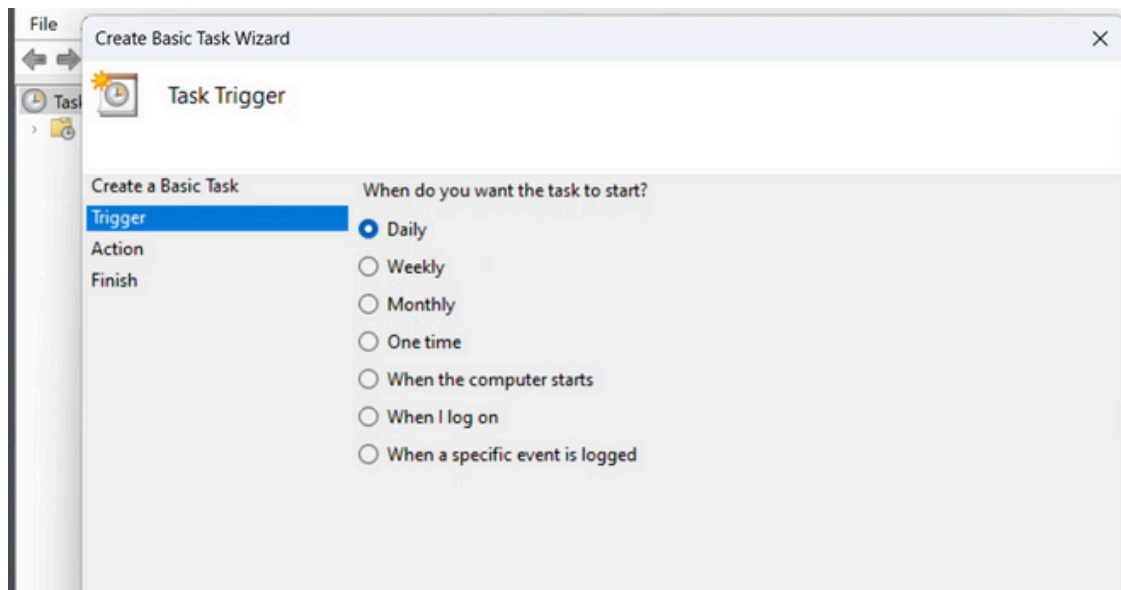 File
Create Basic Task Wizard
Task Trigger
Create a Basic Task
Trigger
Action
Finish
When do you want the task to start?
Daily
Weekly
Monthly
One time
When the computer starts
When I log on
When a specific event is logged